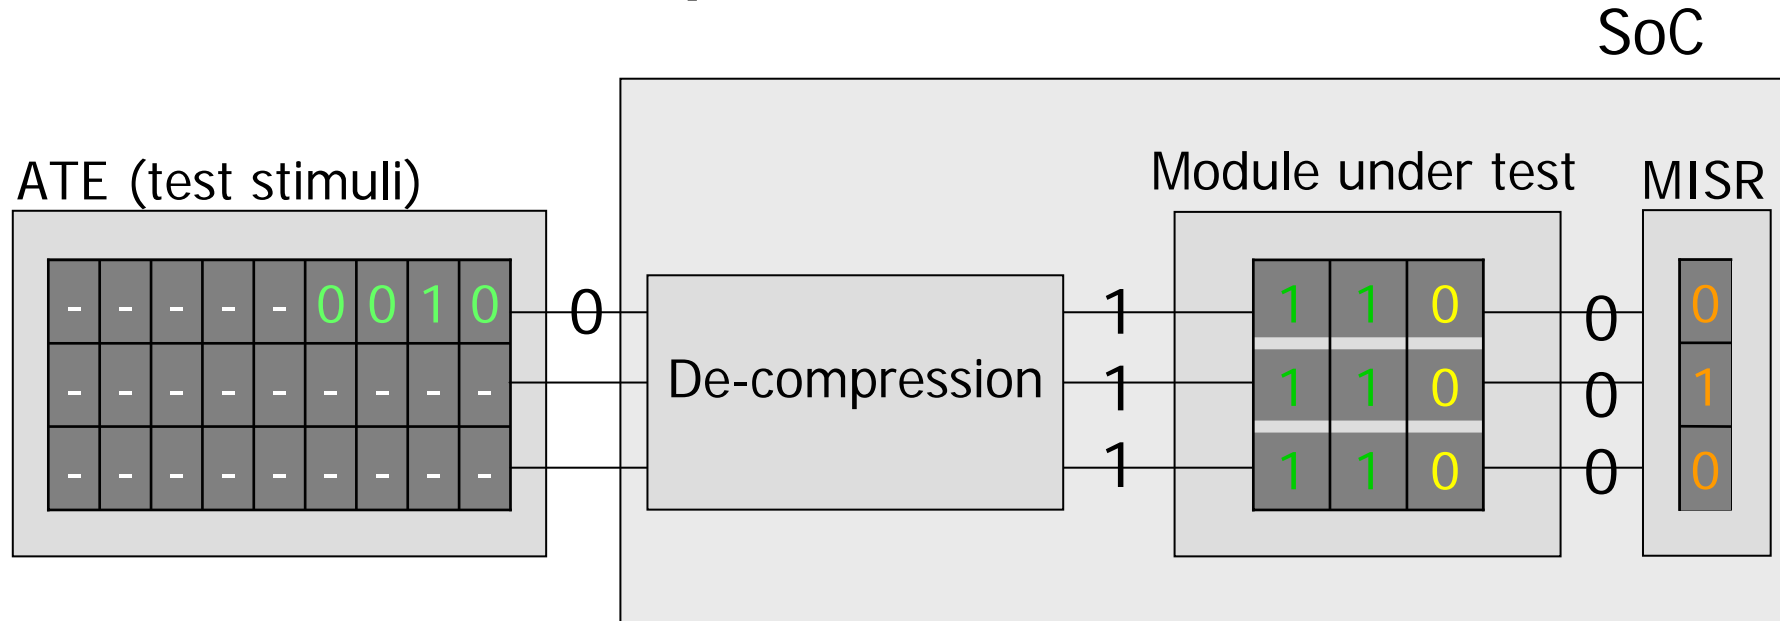 SoC
ATE (test stimuli)
Module under test
MISR
- - - - - 0 0 1 0
0
1
1 1 0
0
0
- - - - - - - - -
De-compression
1
1 1 0
0
1
- - - - - - - - -
1
1 1 0
0
0